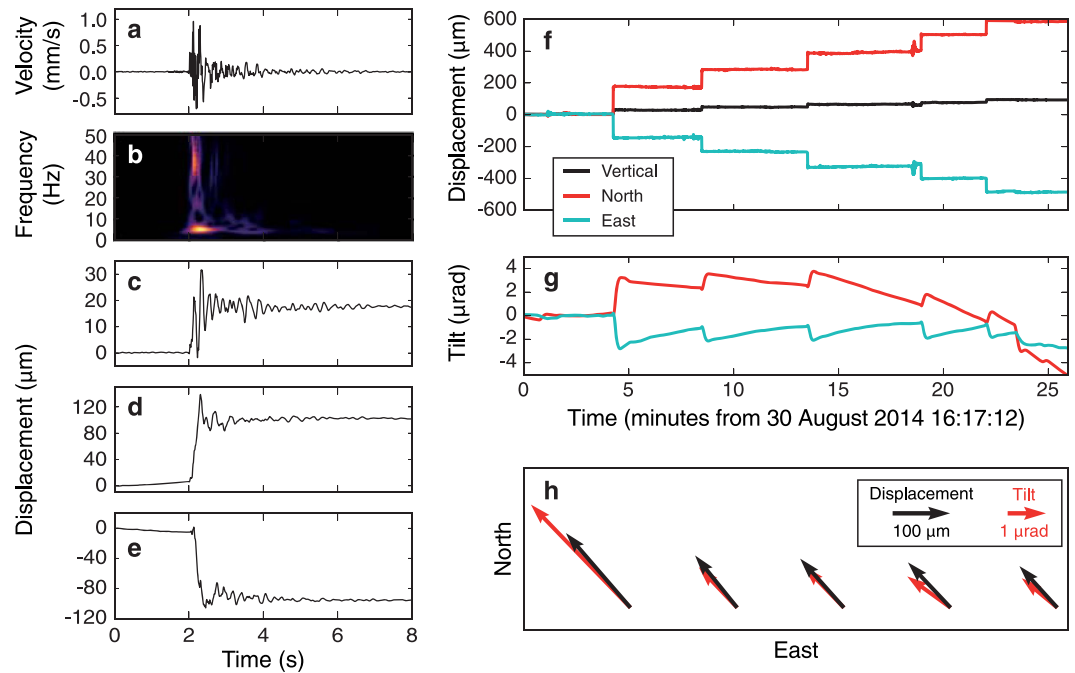 a
Velocity
(mm/s)
1.0
0.5
0.0
-0.5
b
Frequency
(Hz)
50
40
30
20
10
0
c
30
20
10
0
Displacement (µm)
d
120
80
40
0
e
0
-40
-80
-120
0 2 4 6 8
Time (s)
f
Displacement (µm)
600
400
200
0
-200
-400
-600
Vertical
North
East
g
Tilt (µrad)
4
2
0
-2
-4
0 5 10 15 20 25
Time (minutes from 30 August 2014 16:17:12)
h
North
Displacement Tilt
100 µm 1 µrad
East